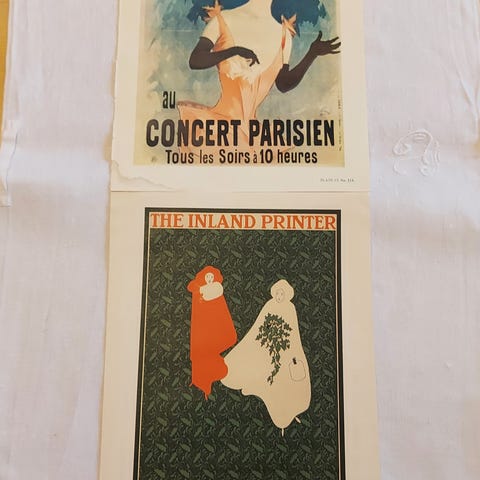 au
CONCERT PARISIEN
Tous les Soirs à 10 heures
THE INLAND PRINTER